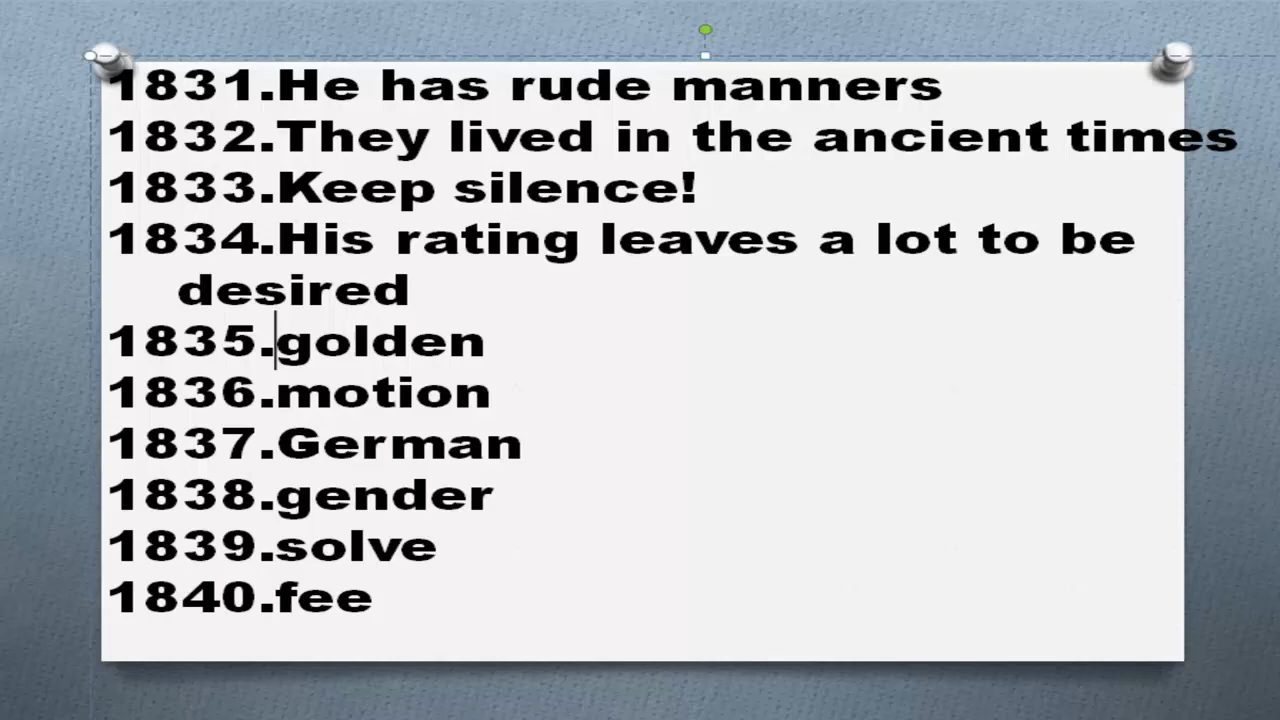 1831.He has rude manners
1832.They lived in the ancient times
1833.Keep silence!
1834.His rating leaves a lot to be
desired
1835.golden
1836.motion
1837.German
1838.gender
1839.solve
1840.fee